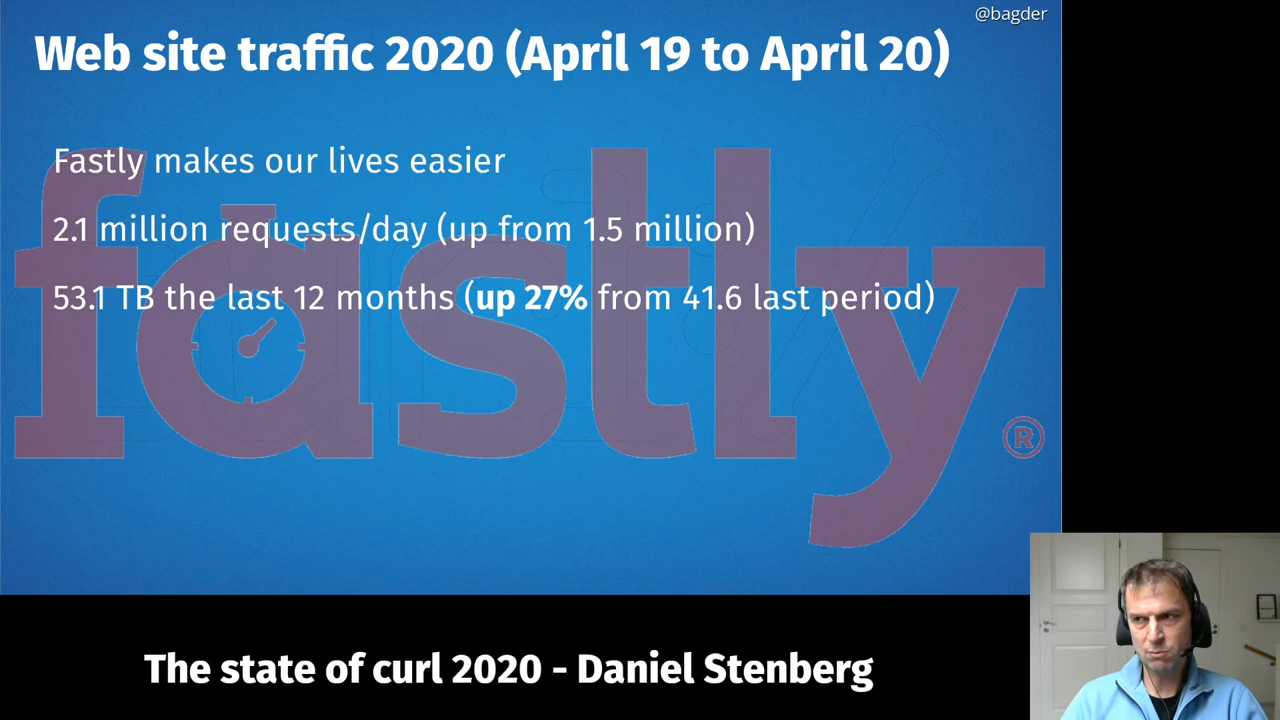 @bagder
Web site traffic 2020 (April 19 to April 20)
Fastly makes our lives easier
2.1 million requests/day (up from 1.5 million)
53.1 TB the last 12 months (up 27% from 41.6 last period)
fastly®
The state of curl 2020 - Daniel Stenberg